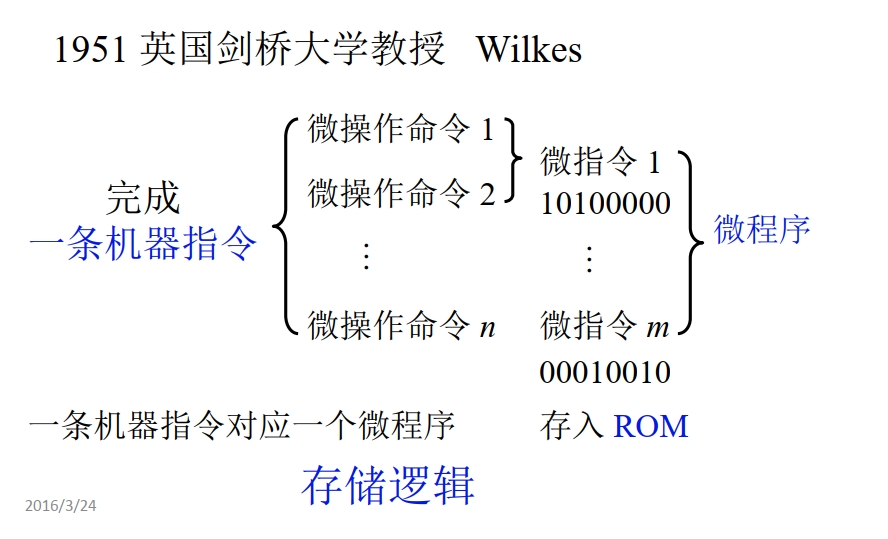 1951 英国剑桥大学教授 Wilkes
完成
一条机器指令
微操作命令 1
微操作命令 2
⋮
微操作命令 n
微指令 1
10100000
⋮
微指令 m
00010010
微程序
一条机器指令对应一个微程序
存入 ROM
存储逻辑
2016/3/24